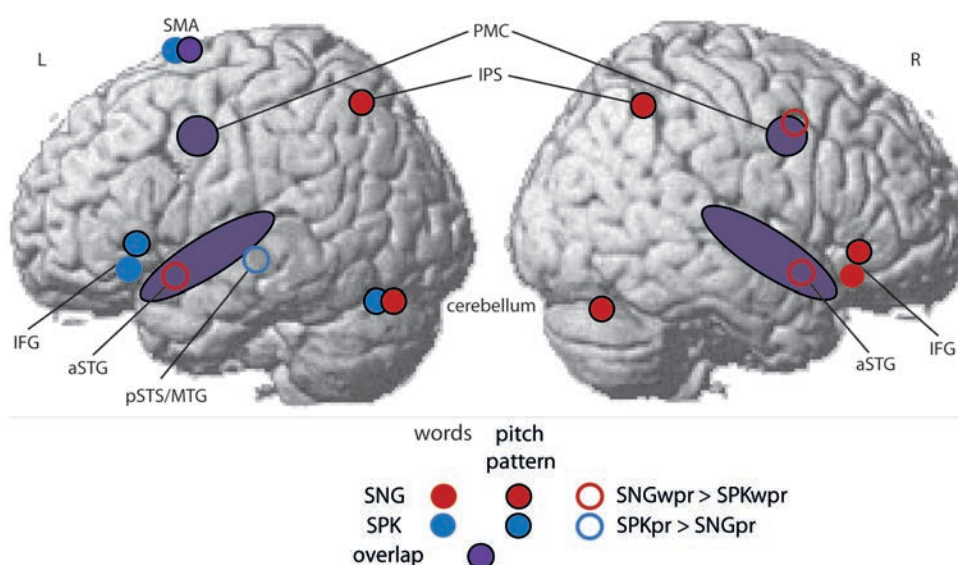 SMA
PMC
L
R
IPS
cerebellum
IFG
IFG
aSTG
aSTG
pSTS/MTG
words pitch
pattern
SNG SNGwpr > SPKwpr
SPK SPKpr > SNGpr
overlap